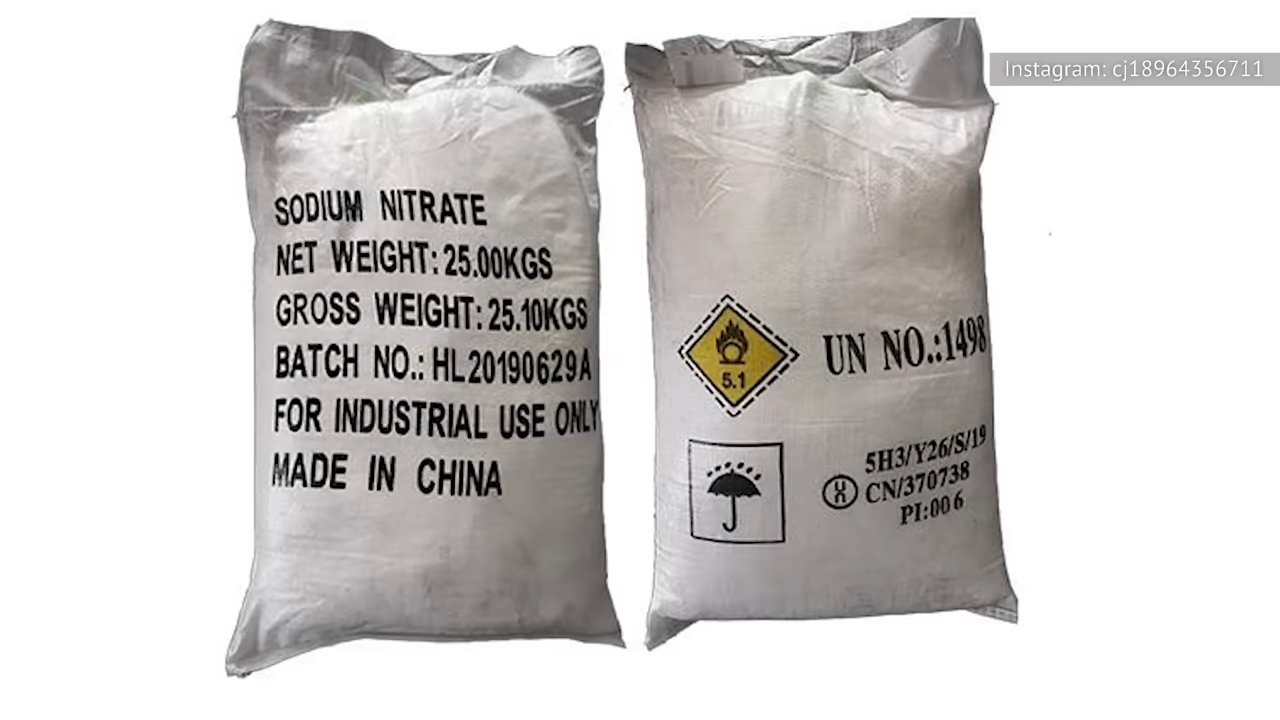 Instagram: cj18964356711
SODIUM NITRATE
NET WEIGHT: 25.00KGS
GROSS WEIGHT: 25.10KGS
BATCH NO.: HL20190629A
FOR INDUSTRIAL USE ONLY
MADE IN CHINA
5.1
UN NO.:1498
5H3/Y26/S/19
CN/370738
PI:006